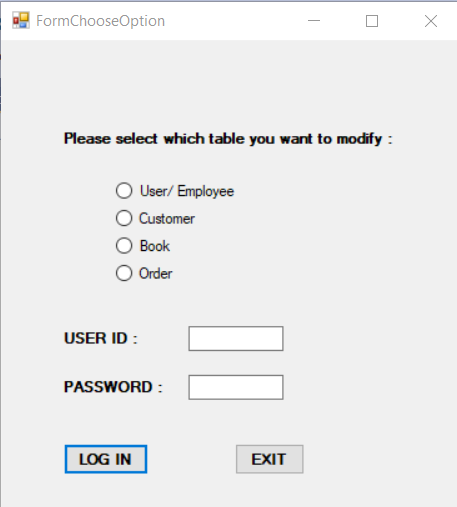 FormChooseOption
Please select which table you want to modify :
User/ Employee
Customer
Book
Order
USER ID :
PASSWORD :
LOG IN EXIT